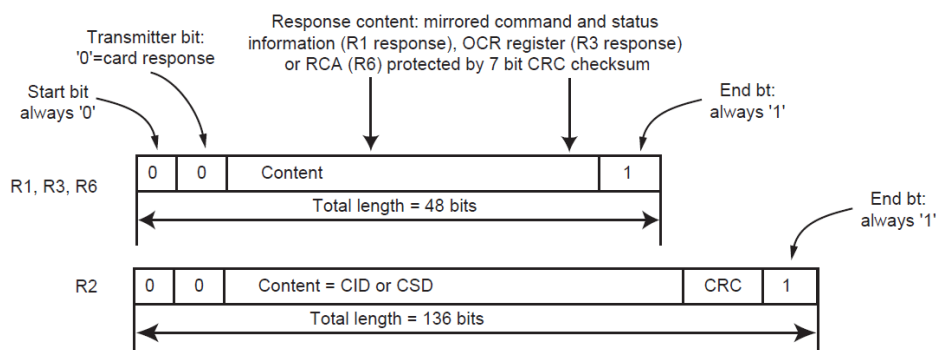 Response content: mirrored command and status
information (R1 response), OCR register (R3 response)
or RCA (R6) protected by 7 bit CRC checksum
Transmitter bit:
'0'=card response
Start bit
always '0'
End bt:
always '1'
R1, R3, R6
0 0 Content 1
Total length = 48 bits
End bt:
always '1'
R2
0 0 Content = CID or CSD CRC 1
Total length = 136 bits